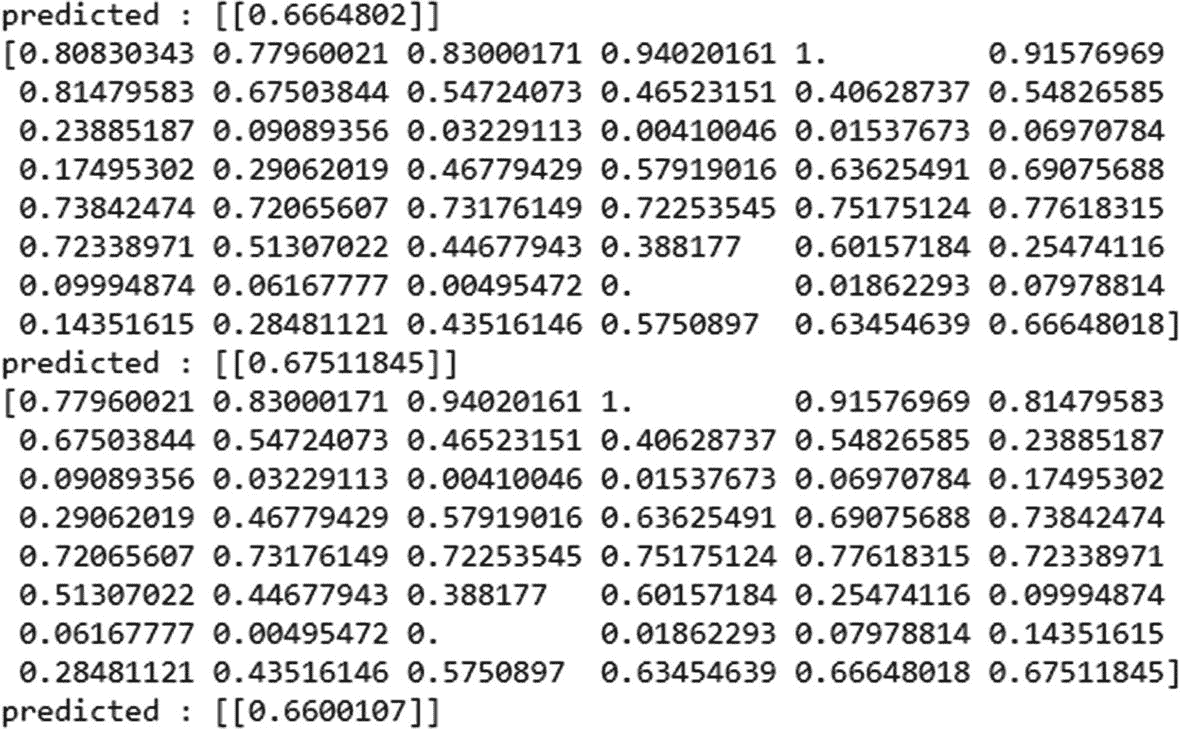 predicted : [[0.6664802]]
[0.80830343 0.77960021 0.83000171 0.94020161 1.         0.91576969
 0.81479583 0.67503844 0.54724073 0.46523151 0.40628737 0.54826585
 0.23885187 0.09089356 0.03229113 0.00410046 0.01537673 0.06970784
 0.17495302 0.29062019 0.46779429 0.57919016 0.63625491 0.69075688
 0.73842474 0.72065607 0.73176149 0.72253545 0.75175124 0.77618315
 0.72338971 0.51307022 0.44677943 0.388177   0.60157184 0.25474116
 0.09994874 0.06167777 0.00495472 0.         0.01862293 0.07978814
 0.14351615 0.28481121 0.43516146 0.5750897  0.63454639 0.66648018]
predicted : [[0.67511845]]
[0.77960021 0.83000171 0.94020161 1.         0.91576969 0.81479583
 0.67503844 0.54724073 0.46523151 0.40628737 0.54826585 0.23885187
 0.09089356 0.03229113 0.00410046 0.01537673 0.06970784 0.17495302
 0.29062019 0.46779429 0.57919016 0.63625491 0.69075688 0.73842474
 0.72065607 0.73176149 0.72253545 0.75175124 0.77618315 0.72338971
 0.51307022 0.44677943 0.388177   0.60157184 0.25474116 0.09994874
 0.06167777 0.00495472 0.         0.01862293 0.07978814 0.14351615
 0.28481121 0.43516146 0.5750897  0.63454639 0.66648018 0.67511845]
predicted : [[0.6600107]]